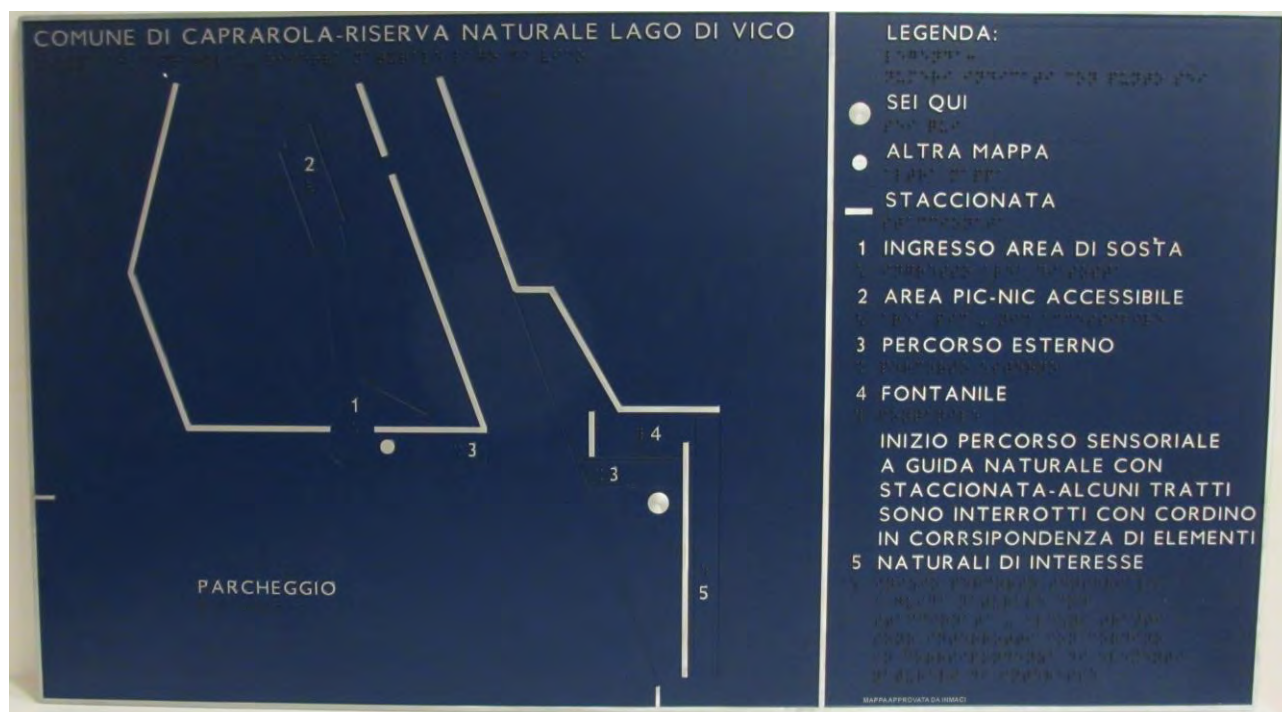 COMUNE DI CAPRAROLA-RISERVA NATURALE LAGO DI VICO
2
1
3
4
3
5
PARCHEGGIO
LEGENDA:
SEI QUI
ALTRA MAPPA
STACCIONATA
1 INGRESSO AREA DI SOSTA
2 AREA PIC-NIC ACCESSIBILE
3 PERCORSO ESTERNO
4 FONTANILE
INIZIO PERCORSO SENSORIALE
A GUIDA NATURALE CON
STACCIONATA-ALCUNI TRATTI
SONO INTERROTTI CON CORDINO
IN CORRSIPONDENZA DI ELEMENTI
5 NATURALI DI INTERESSE
MAPPA APPROVATA DA INMACI